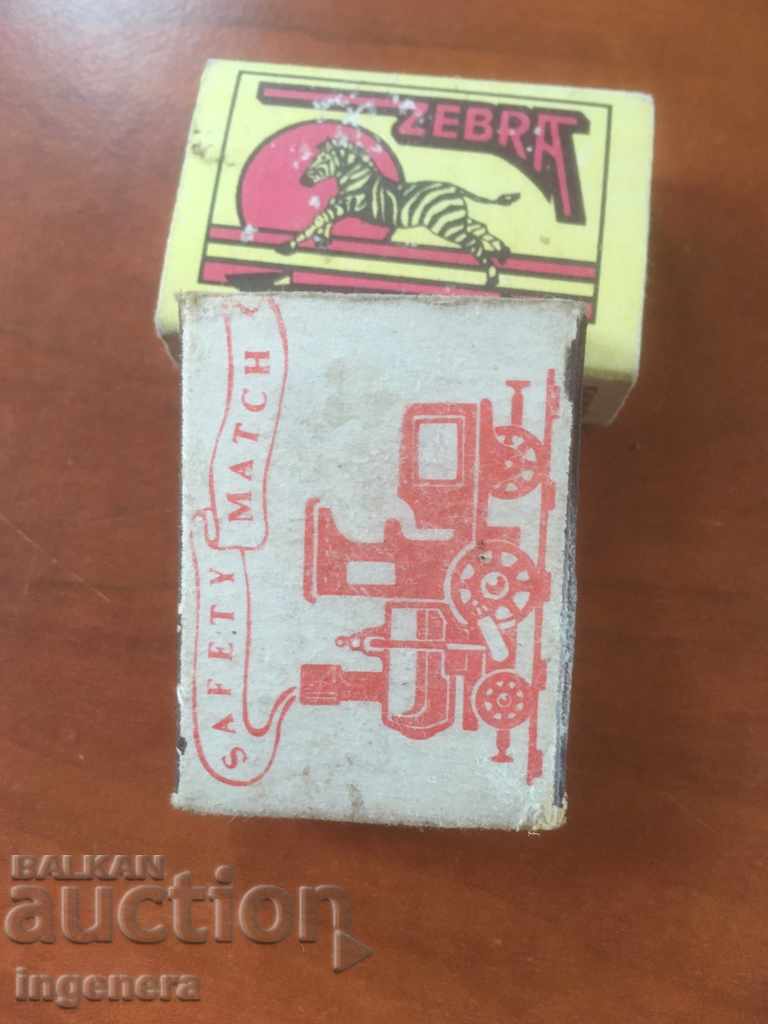 ZEBRA
SAFETY MATCH
BALKAN
auction
ingenera